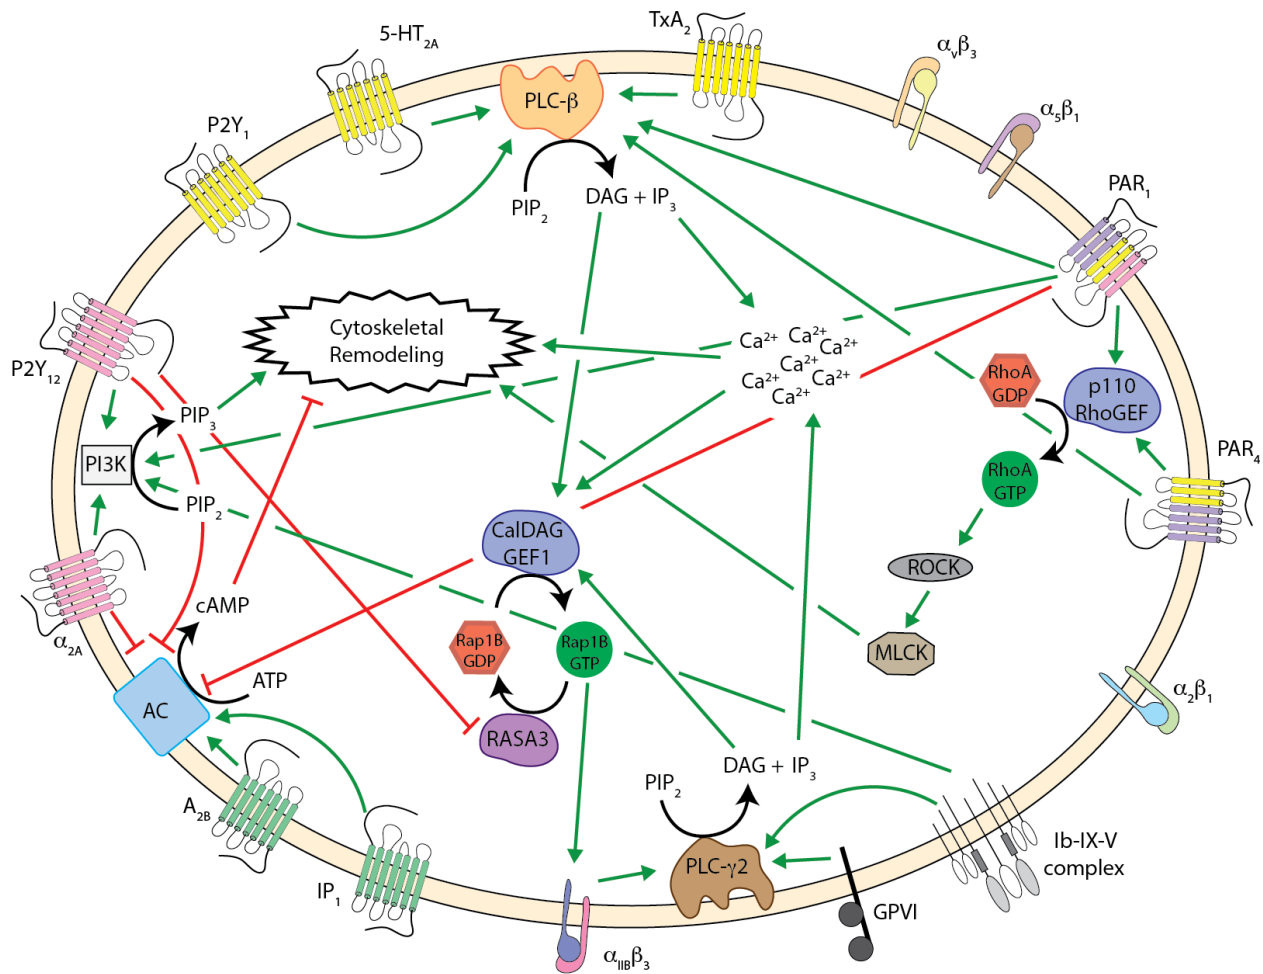 TxA₂
5-HT₂A
αᵥβ₃
α₅β₁
PLC-β
P2Y₁
PAR₁
PIP₂
DAG + IP₃
Cytoskeletal
Remodeling
Ca²⁺ Ca²⁺
Ca²⁺
Ca²⁺
Ca²⁺ Ca²⁺
Ca²⁺
P2Y₁₂
RhoA
GDP
p110
RhoGEF
PIP₃
PI3K
PAR₄
RhoA
GTP
PIP₂
CalDAG
GEF1
ROCK
cAMP
α₂A
Rap1B
GDP
Rap1B
GTP
MLCK
ATP
AC
α₂β₁
RASA3
DAG + IP₃
PIP₂
A₂B
Ib-IX-V
complex
PLC-γ2
IP₁
GPVI
αIIBβ₃